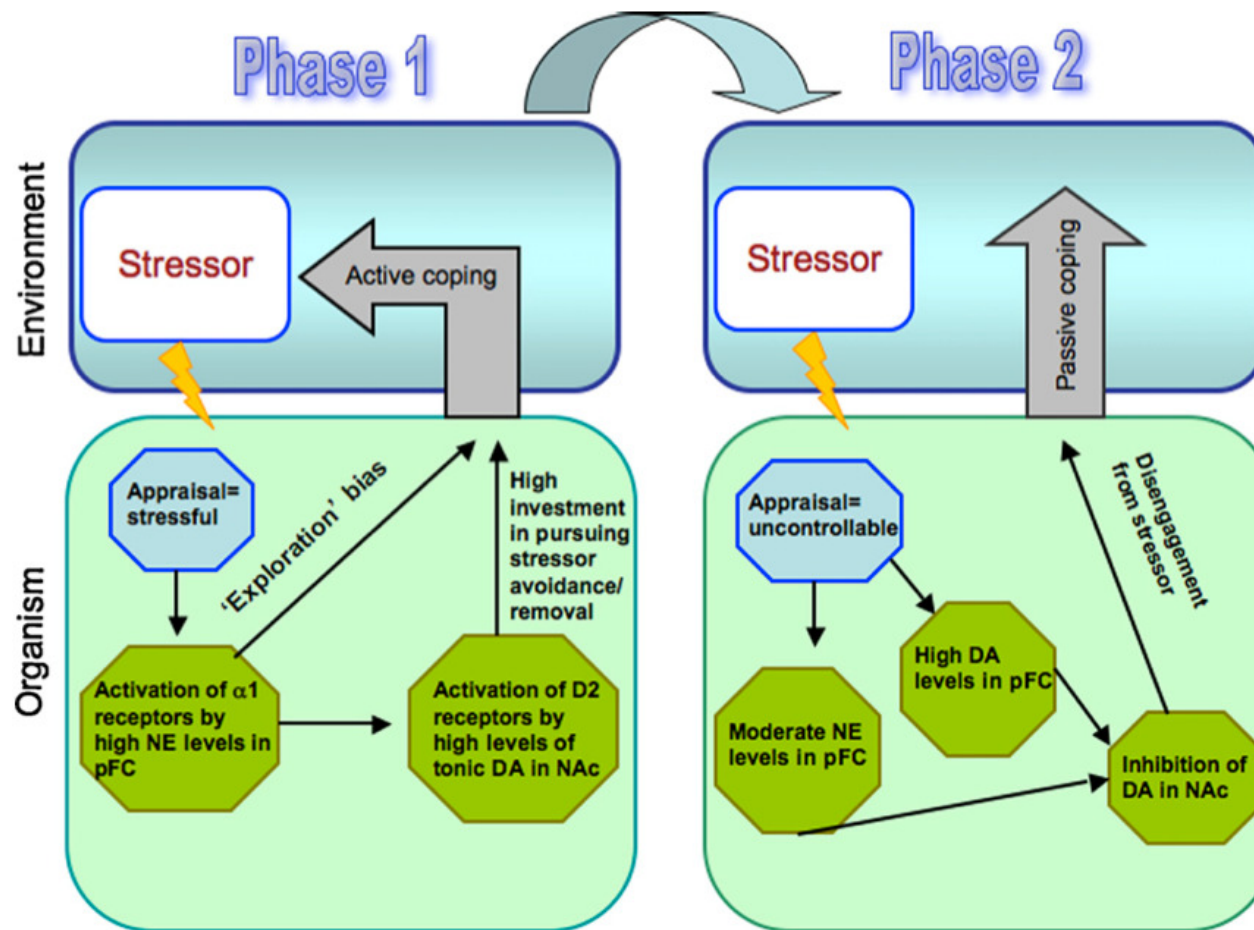 Phase 1
Phase 2
Environment
Stressor
Active coping
Stressor
Passive coping
Organism
Appraisal=
stressful
'Exploration' bias
High
investment
in pursuing
stressor
avoidance/
removal
Activation of α1
receptors by
high NE levels in
pFC
Activation of D2
receptors by
high levels of
tonic DA in NAc
Appraisal=
uncontrollable
Disengagement
from stressor
High DA
levels in pFC
Moderate NE
levels in pFC
Inhibition of
DA in NAc